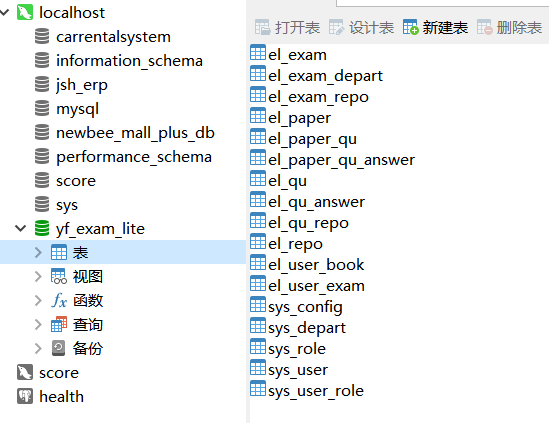 localhost
carrentalsystem
information_schema
jsh_erp
mysql
newbee_mall_plus_db
performance_schema
score
sys
yf_exam_lite
表
视图
函数
查询
备份
score
health
打开表 设计表 新建表 删除表
el_exam
el_exam_depart
el_exam_repo
el_paper
el_paper_qu
el_paper_qu_answer
el_qu
el_qu_answer
el_qu_repo
el_repo
el_user_book
el_user_exam
sys_config
sys_depart
sys_role
sys_user
sys_user_role